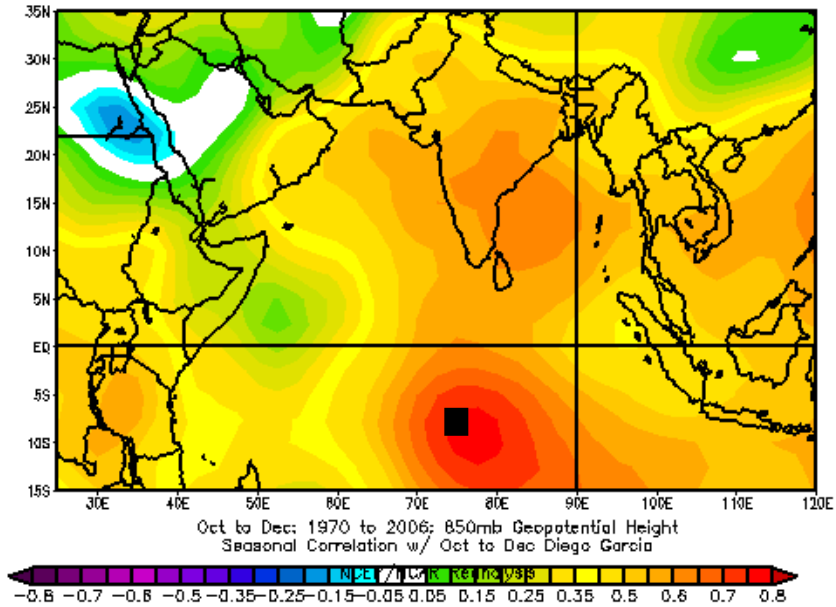 35N
30N
25N
20N
15N
10N
5N
EQ
5S
10S
15S
30E 40E 50E 60E 70E 80E 90E 100E 110E 120E
Oct to Dec: 1970 to 2006: 850mb Geopotential Height
Seasonal Correlation w/ Oct to Dec Diego Garcia
NCEP/NCAR Reanalysis
-0.8 -0.7 -0.6 -0.5 -0.35 -0.25 -0.15 -0.05 0.05 0.15 0.25 0.35 0.5 0.6 0.7 0.8